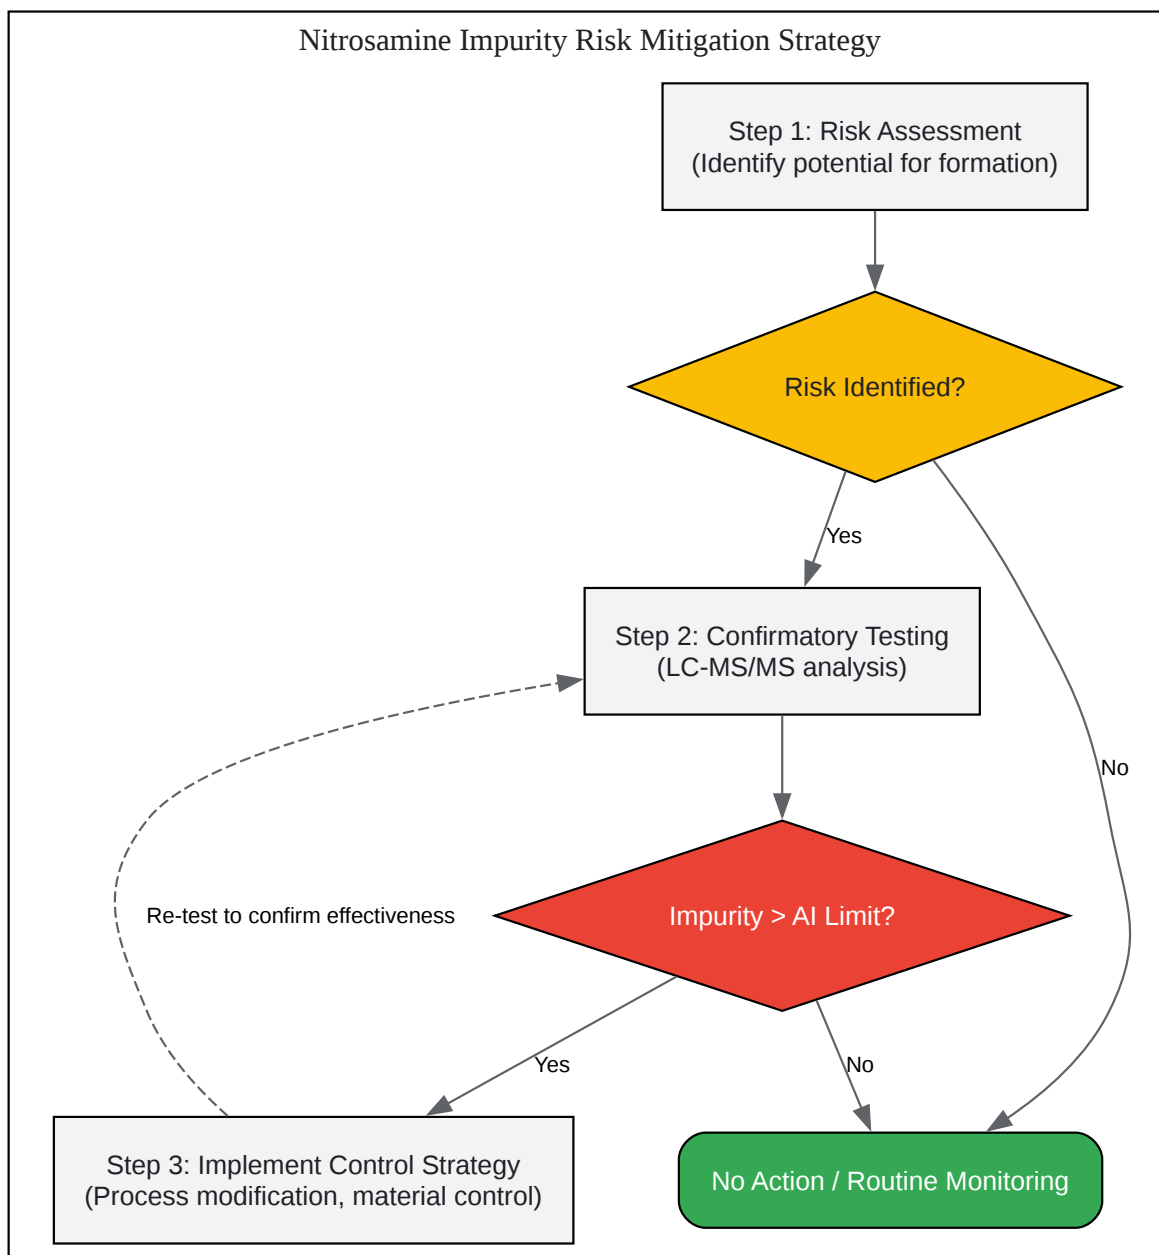 Nitrosamine Impurity Risk Mitigation Strategy
Step 1: Risk Assessment
(Identify potential for formation)
Risk Identified?
Yes
Step 2: Confirmatory Testing
(LC-MS/MS analysis)
No
Re-test to confirm effectiveness
Impurity > AI Limit?
Yes
No
Step 3: Implement Control Strategy
(Process modification, material control)
No Action / Routine Monitoring